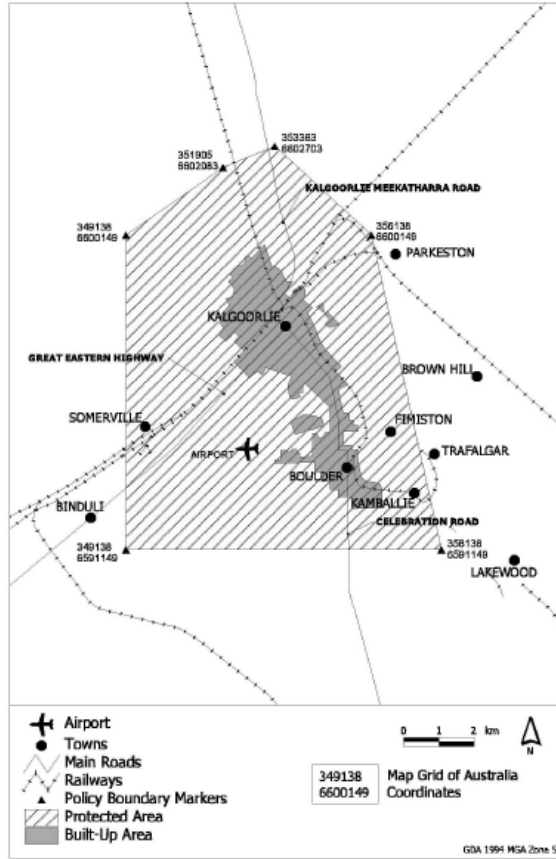 353383
6602703
351905
6602083
KALGOORLIE MEEKATHARRA ROAD
349138
6600149
356138
6600149
PARKESTON
KALGOORLIE
GREAT EASTERN HIGHWAY
BROWN HILL
SOMERVILLE
FIMISTON
AIRPORT
TRAFALGAR
BOULDER
KAMBALLIE
BINDULI
CELEBRATION ROAD
349138
6591149
358138
6591149
LAKEWOOD
Airport
Towns
Main Roads
Railways
Policy Boundary Markers
Protected Area
Built-Up Area
0 1 2 km
N
349138
6600149
Map Grid of Australia
Coordinates
GDA 1994 MGA Zone 5